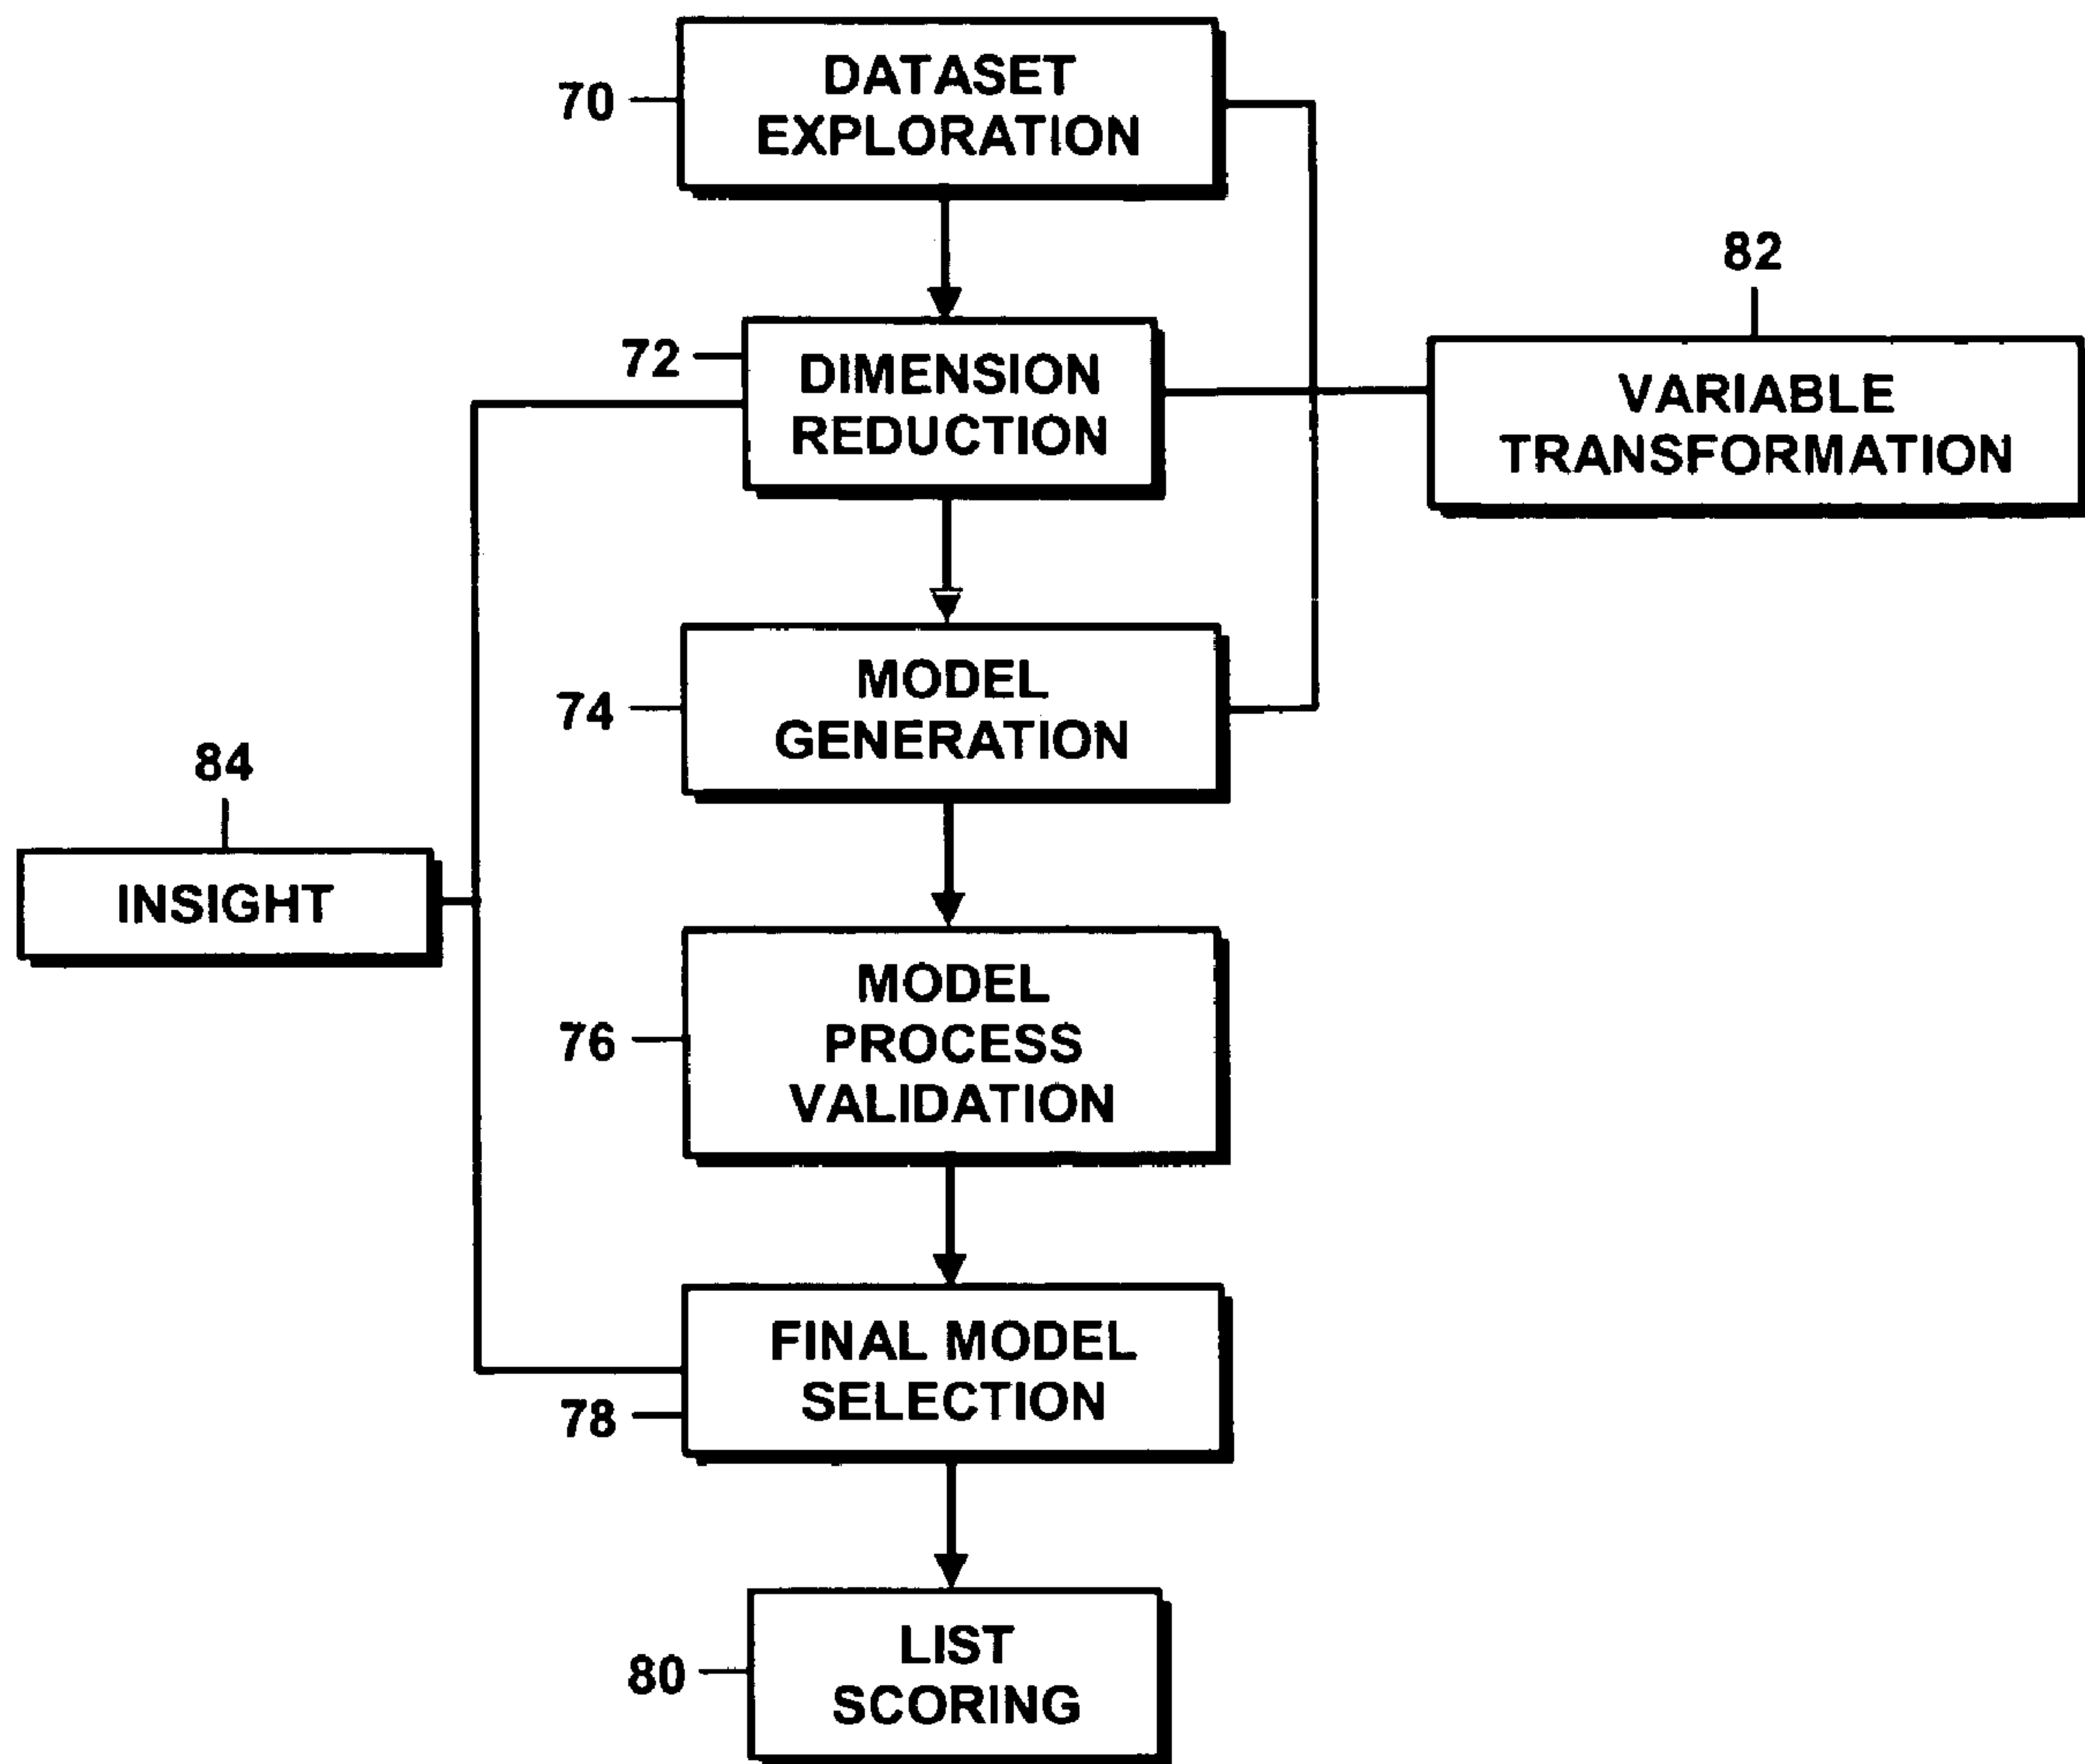 70
DATASET
EXPLORATION
82
72
DIMENSION
REDUCTION
VARIABLE
TRANSFORMATION
74
MODEL
GENERATION
84
INSIGHT
76
MODEL
PROCESS
VALIDATION
FINAL MODEL
SELECTION
78
LIST
SCORING
80